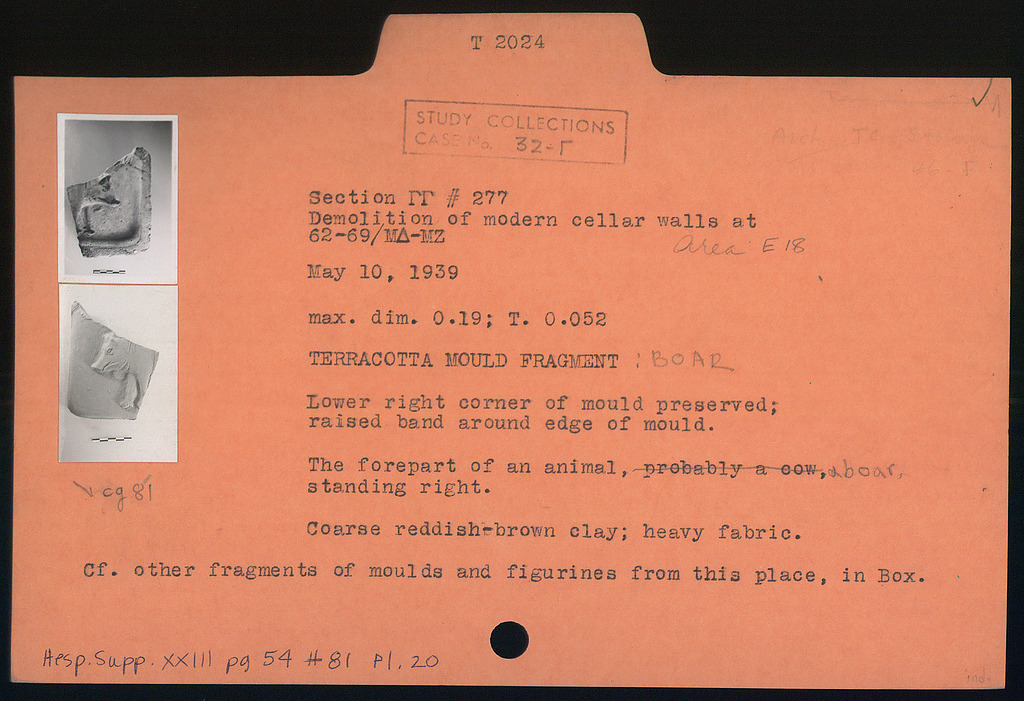 T 2024
STUDY COLLECTIONS
CASE No. 32-Γ
Section ΓΓ # 277
Demolition of modern cellar walls at
62-69/ΜΔ-ΜΖ
Area: E 18
May 10, 1939
max. dim. 0.19; T. 0.052
TERRACOTTA MOULD FRAGMENT : BOAR
Lower right corner of mould preserved;
raised band around edge of mould.
The forepart of an animal, probably a cow, a boar,
standing right.
cg 81
Coarse reddish-brown clay; heavy fabric.
Cf. other fragments of moulds and figurines from this place, in Box.
Hesp. Supp. XXIII pg 54 #81 Pl. 20
ind.